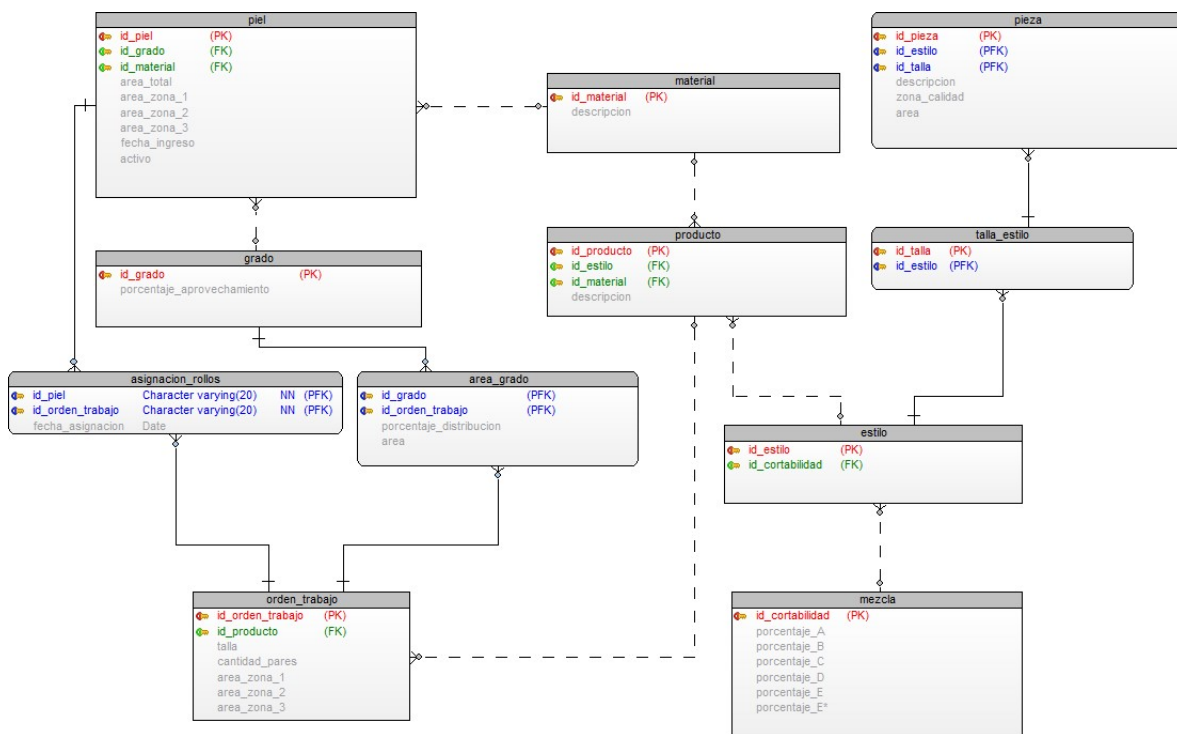 piel
id_piel (PK)
id_grado (FK)
id_material (FK)
area_total
area_zona_1
area_zona_2
area_zona_3
fecha_ingreso
activo
material
id_material (PK)
descripcion
pieza
id_pieza (PK)
id_estilo (PFK)
id_talla (PFK)
descripcion
zona_calidad
area
grado
id_grado (PK)
porcentaje_aprovechamiento
producto
id_producto (PK)
id_estilo (FK)
id_material (FK)
descripcion
talla_estilo
id_talla (PK)
id_estilo (PFK)
asignacion_rollos
id_piel Character varying(20) NN (PFK)
id_orden_trabajo Character varying(20) NN (PFK)
fecha_asignacion Date
area_grado
id_grado (PFK)
id_orden_trabajo (PFK)
porcentaje_distribucion
area
estilo
id_estilo (PK)
id_cortabilidad (FK)
orden_trabajo
id_orden_trabajo (PK)
id_producto (FK)
talla
cantidad_pares
area_zona_1
area_zona_2
area_zona_3
mezcla
id_cortabilidad (PK)
porcentaje_A
porcentaje_B
porcentaje_C
porcentaje_D
porcentaje_E
porcentaje_E*